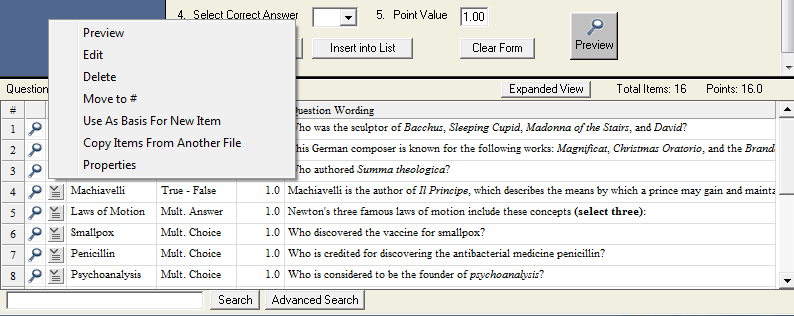 4. Select Correct Answer 5. Point Value 1.00
Insert into List Clear Form Preview
Preview
Edit
Delete
Move to #
Use As Basis For New Item
Copy Items From Another File
Properties
Question Expanded View Total Items: 16 Points: 16.0
# Question Wording
1 Who was the sculptor of Bacchus, Sleeping Cupid, Madonna of the Stairs, and David?
2 This German composer is known for the following works: Magnificat, Christmas Oratorio, and the Brand
3 Who authored Summa theologica?
4 Machiavelli True - False 1.0 Machiavelli is the author of Il Principe, which describes the means by which a prince may gain and mainta
5 Laws of Motion Mult. Answer 1.0 Newton's three famous laws of motion include these concepts (select three):
6 Smallpox Mult. Choice 1.0 Who discovered the vaccine for smallpox?
7 Penicillin Mult. Choice 1.0 Who is credited for discovering the antibacterial medicine penicillin?
8 Psychoanalysis Mult. Choice 1.0 Who is considered to be the founder of psychoanalysis?
Search Advanced Search